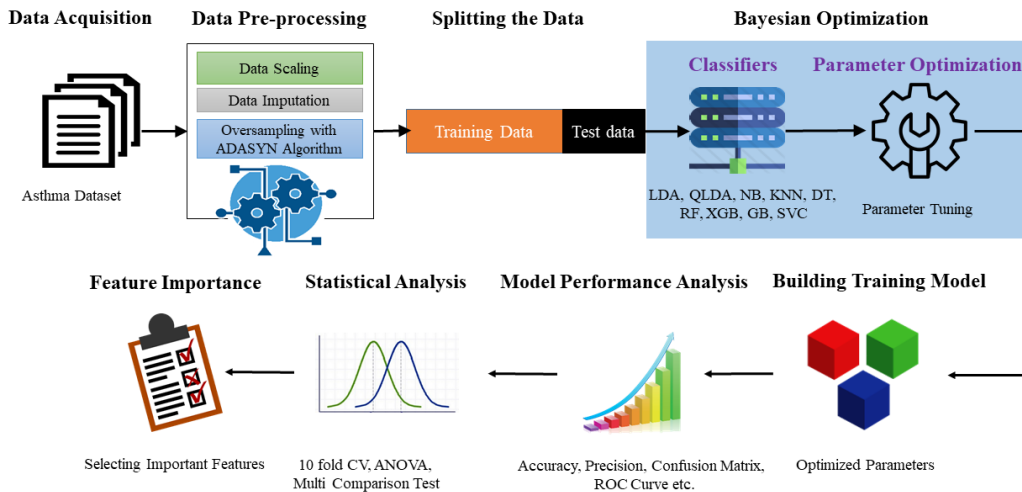 Data Acquisition
Data Pre-processing
Splitting the Data
Bayesian Optimization
Data Scaling
Data Imputation
Oversampling with
ADASYN Algorithm
Asthma Dataset
Training Data
Test data
Classifiers
Parameter Optimization
LDA, QLDA, NB, KNN, DT,
RF, XGB, GB, SVC
Parameter Tuning
Feature Importance
Statistical Analysis
Model Performance Analysis
Building Training Model
Selecting Important Features
10 fold CV, ANOVA,
Multi Comparison Test
Accuracy, Precision, Confusion Matrix,
ROC Curve etc.
Optimized Parameters